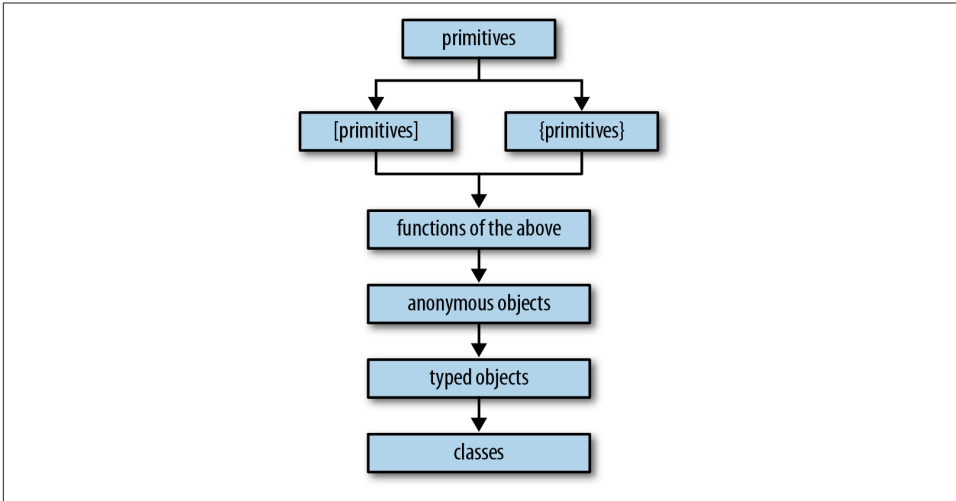 primitives
[primitives]
{primitives}
functions of the above
anonymous objects
typed objects
classes